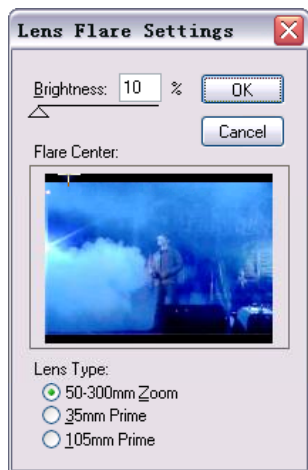 Lens Flare Settings
Brightness: 10 %
OK
Cancel
Flare Center:
Lens Type:
50-300mm Zoom
35mm Prime
105mm Prime